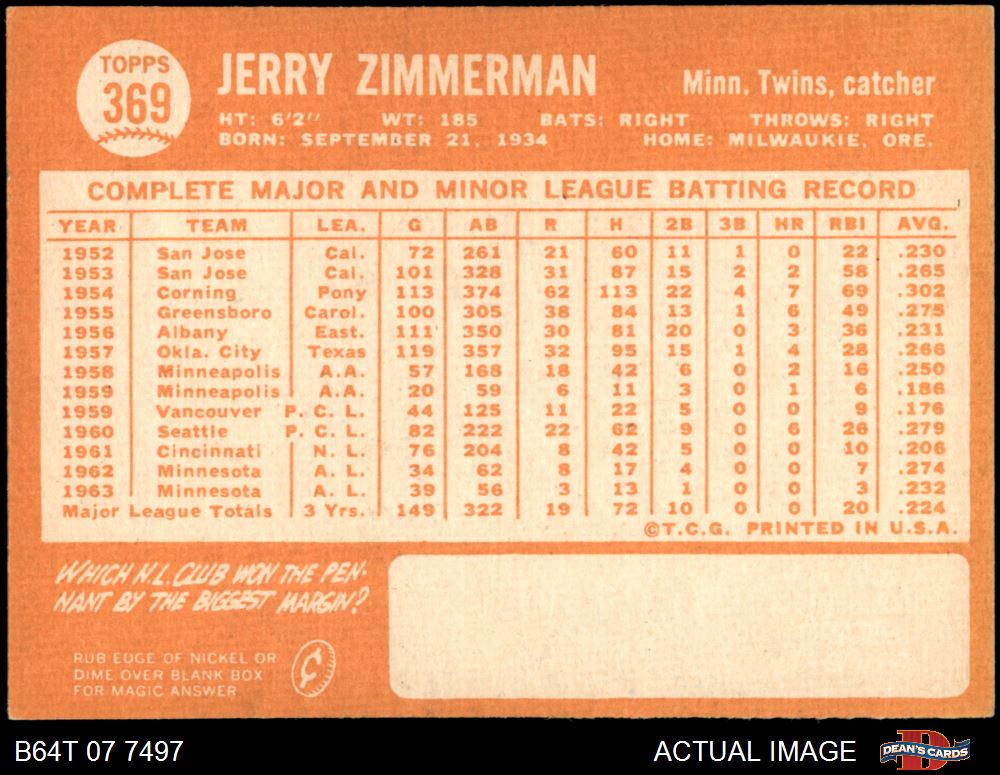 TOPPS
369
JERRY ZIMMERMAN
Minn. Twins, catcher
HT: 6'2" WT: 185 BATS: RIGHT THROWS: RIGHT
BORN: SEPTEMBER 21, 1934 HOME: MILWAUKIE, ORE.
COMPLETE MAJOR AND MINOR LEAGUE BATTING RECORD
YEAR TEAM LEA. G AB R H 2B 3B HR RBI AVG.
1952 San Jose Cal. 72 261 21 60 11 1 0 22 .230
1953 San Jose Cal. 101 328 31 87 15 2 2 58 .265
1954 Corning Pony 113 374 62 113 22 4 7 69 .302
1955 Greensboro Carol. 100 305 38 84 13 1 6 49 .275
1956 Albany East. 111 350 30 81 20 0 3 36 .231
1957 Okla. City Texas 119 357 32 95 15 1 4 28 .266
1958 Minneapolis A.A. 57 168 18 42 6 0 2 16 .250
1959 Minneapolis A.A. 20 59 6 11 3 0 1 6 .186
1959 Vancouver P. C. L. 44 125 11 22 5 0 0 9 .176
1960 Seattle P. C. L. 82 222 22 62 9 0 6 26 .279
1961 Cincinnati N. L. 76 204 8 42 5 0 0 10 .206
1962 Minnesota A. L. 34 62 8 17 4 0 0 7 .274
1963 Minnesota A. L. 39 56 3 13 1 0 0 3 .232
Major League Totals 3 Yrs. 149 322 19 72 10 0 0 20 .224
©T.C.G. PRINTED IN U.S.A.
WHICH N.L. CLUB WON THE PEN-
NANT BY THE BIGGEST MARGIN?
RUB EDGE OF NICKEL OR
DIME OVER BLANK BOX
FOR MAGIC ANSWER
¢
B64T 07 7497
ACTUAL IMAGE
D
DEAN'S CARDS